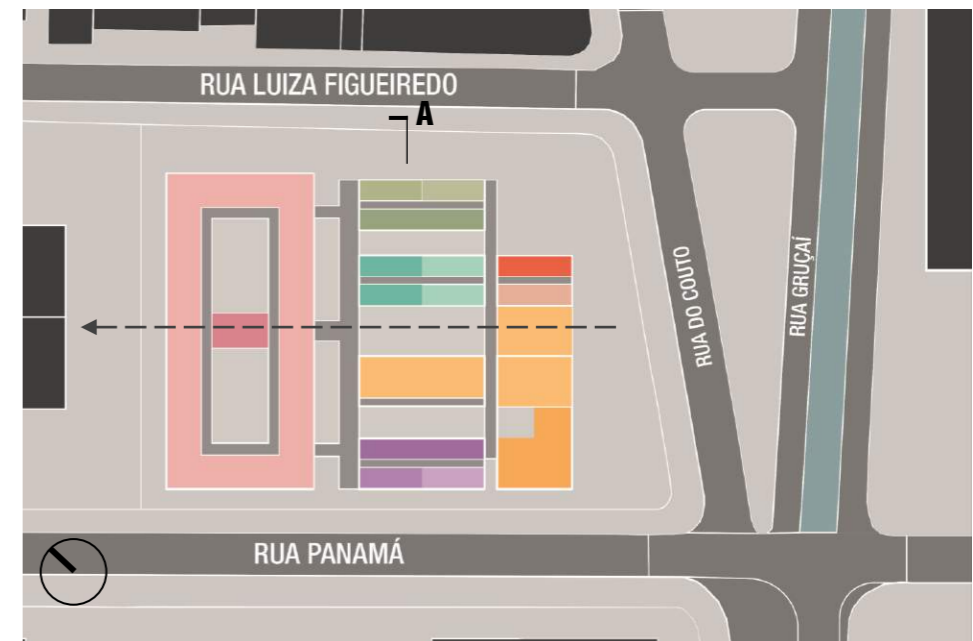 RUA LUIZA FIGUEIREDO
A
RUA DO COUTO
RUA GRUÇAÍ
RUA PANAMÁ